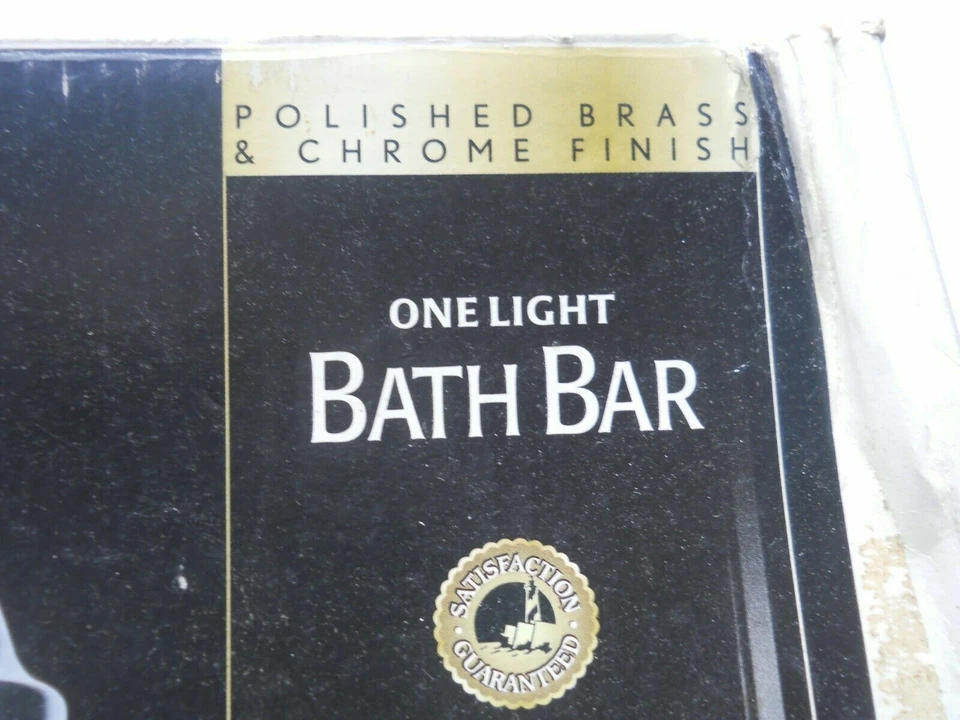 POLISHED BRASS
& CHROME FINISH
ONE LIGHT
BATH BAR
SATISFACTION
GUARANTEED